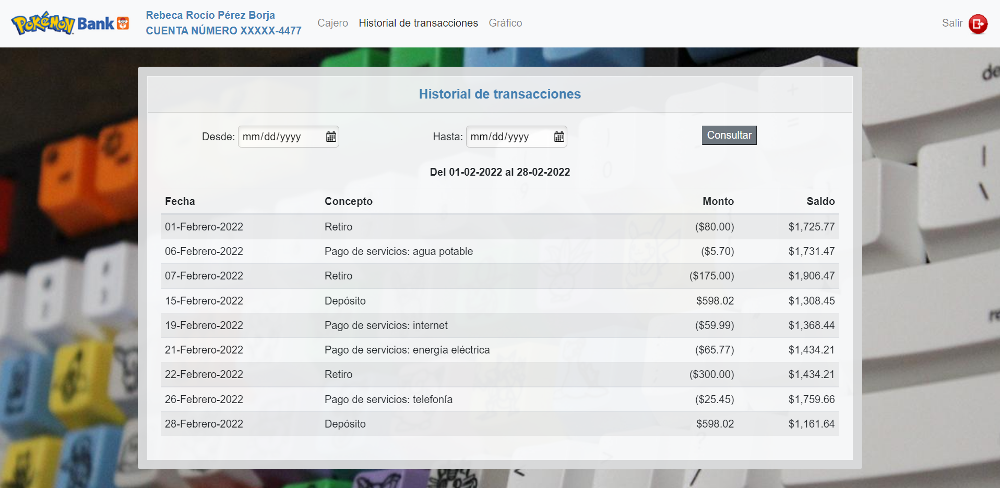 Pokémon Bank
Rebeca Rocío Pérez Borja
CUENTA NÚMERO XXXXX-4477
Cajero Historial de transacciones Gráfico
Salir
Historial de transacciones
Desde: mm/dd/yyyy Hasta: mm/dd/yyyy Consultar
Del 01-02-2022 al 28-02-2022
Fecha Concepto Monto Saldo
01-Febrero-2022 Retiro ($80.00) $1,725.77
06-Febrero-2022 Pago de servicios: agua potable ($5.70) $1,731.47
07-Febrero-2022 Retiro ($175.00) $1,906.47
15-Febrero-2022 Depósito $598.02 $1,308.45
19-Febrero-2022 Pago de servicios: internet ($59.99) $1,368.44
21-Febrero-2022 Pago de servicios: energía eléctrica ($65.77) $1,434.21
22-Febrero-2022 Retiro ($300.00) $1,434.21
26-Febrero-2022 Pago de servicios: telefonía ($25.45) $1,759.66
28-Febrero-2022 Depósito $598.02 $1,161.64